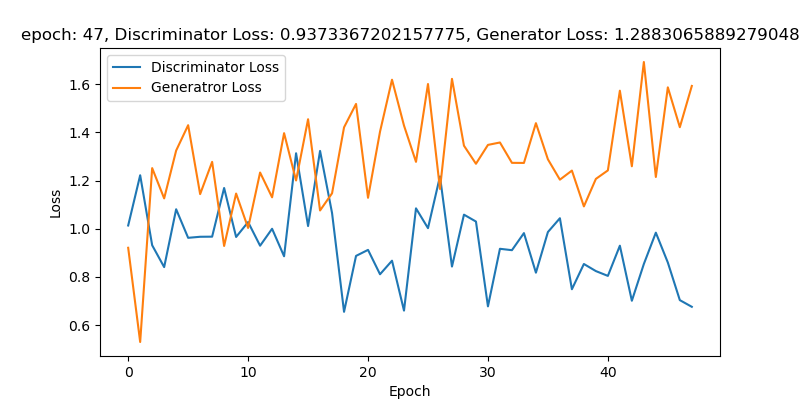 epoch: 47, Discriminator Loss: 0.9373367202157775, Generator Loss: 1.2883065889279048
Discriminator Loss
Generatror Loss
1.6
1.4
1.2
1.0
0.8
0.6
Loss
0
10
20
30
40
Epoch